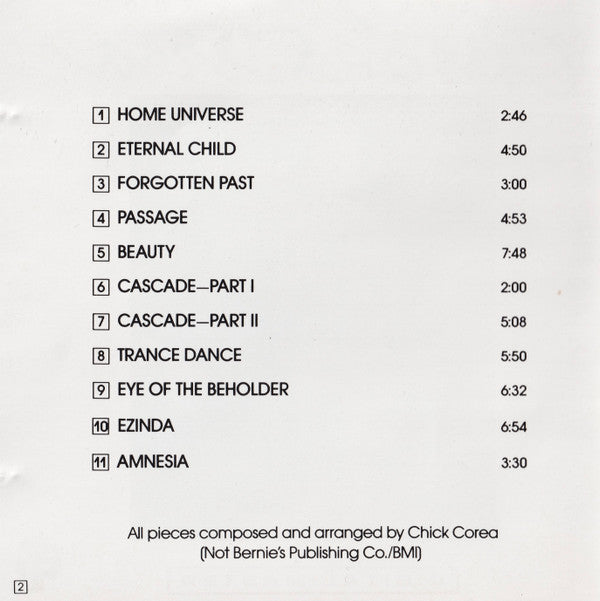 1 HOME UNIVERSE 2:46
2 ETERNAL CHILD 4:50
3 FORGOTTEN PAST 3:00
4 PASSAGE 4:53
5 BEAUTY 7:48
6 CASCADE—PART I 2:00
7 CASCADE—PART II 5:08
8 TRANCE DANCE 5:50
9 EYE OF THE BEHOLDER 6:32
10 EZINDA 6:54
11 AMNESIA 3:30
All pieces composed and arranged by Chick Corea
(Not Bernie's Publishing Co./BMI)
2